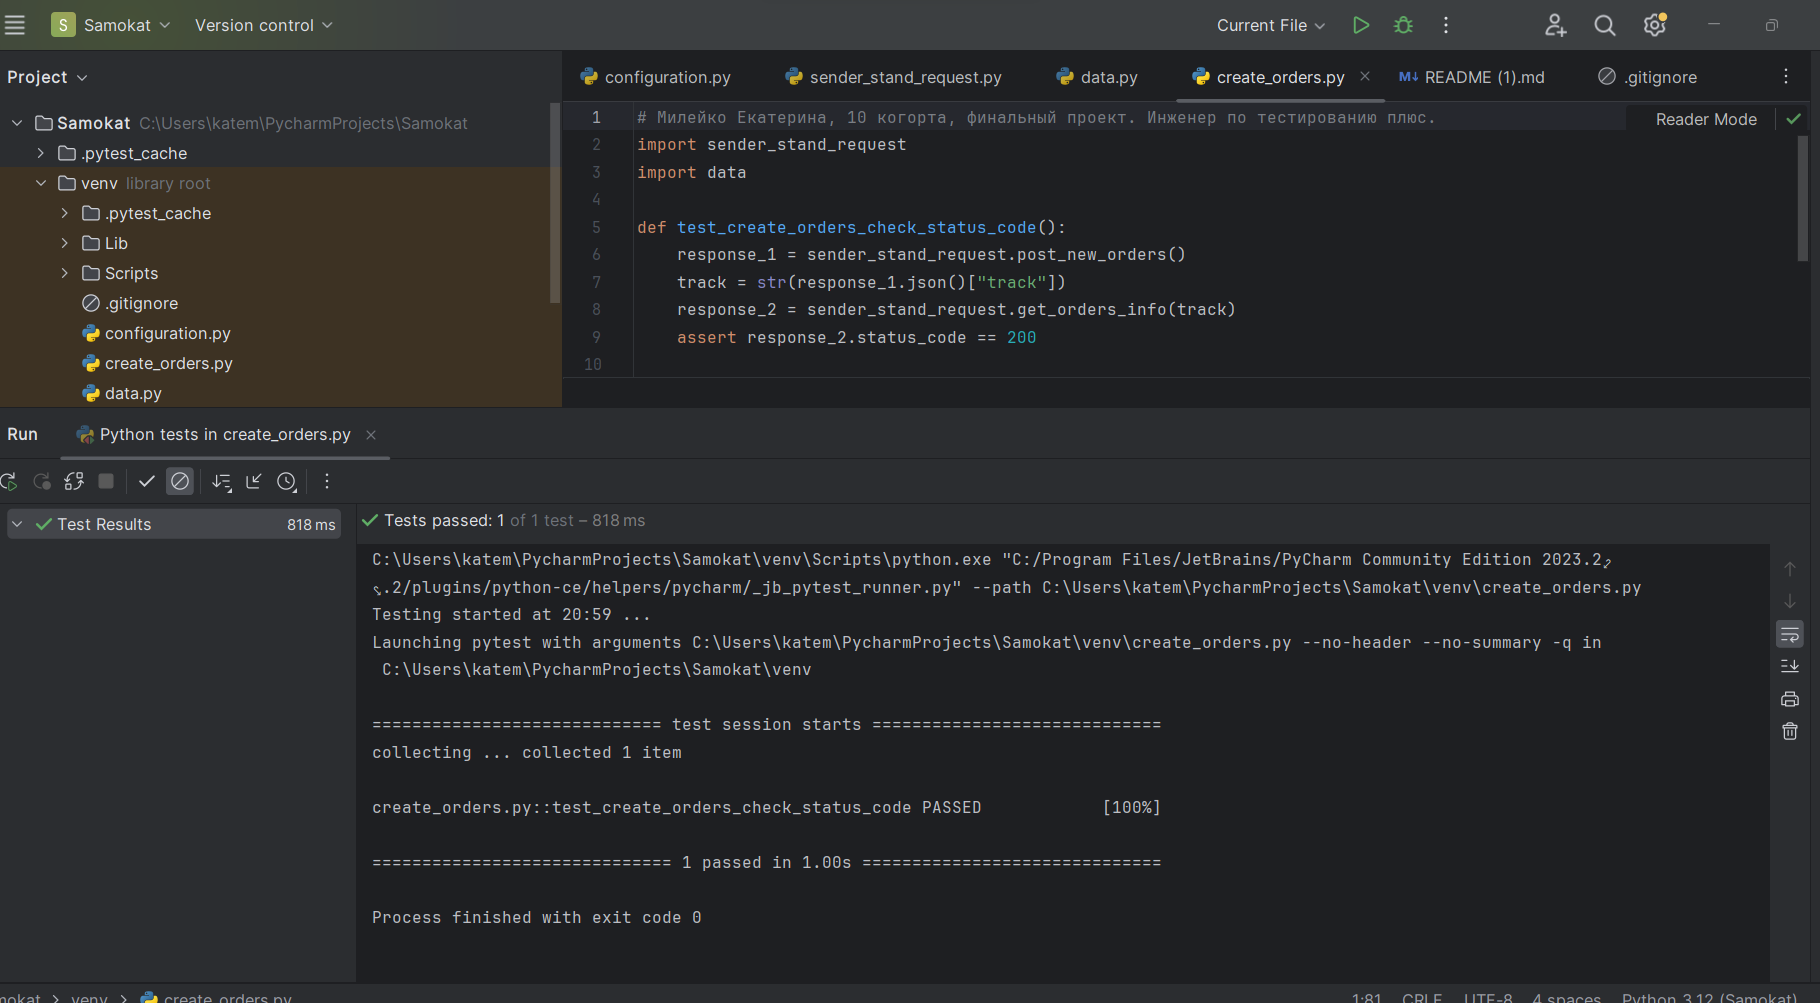 S Samokat Version control Current File
Project
configuration.py sender_stand_request.py data.py create_orders.py README (1).md .gitignore
Samokat C:\Users\katem\PycharmProjects\Samokat
.pytest_cache
venv library root
.pytest_cache
Lib
Scripts
.gitignore
configuration.py
create_orders.py
data.py
Reader Mode
1 # Милейко Екатерина, 10 когорта, финальный проект. Инженер по тестированию плюс.
2 import sender_stand_request
3 import data
4
5 def test_create_orders_check_status_code():
6 response_1 = sender_stand_request.post_new_orders()
7 track = str(response_1.json()["track"])
8 response_2 = sender_stand_request.get_orders_info(track)
9 assert response_2.status_code == 200
10
Run Python tests in create_orders.py
Test Results 818 ms
Tests passed: 1 of 1 test – 818 ms
C:\Users\katem\PycharmProjects\Samokat\venv\Scripts\python.exe "C:/Program Files/JetBrains/PyCharm Community Edition 2023.2
.2/plugins/python-ce/helpers/pycharm/_jb_pytest_runner.py" --path C:\Users\katem\PycharmProjects\Samokat\venv\create_orders.py
Testing started at 20:59 ...
Launching pytest with arguments C:\Users\katem\PycharmProjects\Samokat\venv\create_orders.py --no-header --no-summary -q in
C:\Users\katem\PycharmProjects\Samokat\venv
============================= test session starts =============================
collecting ... collected 1 item
create_orders.py::test_create_orders_check_status_code PASSED [100%]
============================== 1 passed in 1.00s ==============================
Process finished with exit code 0
mokat > venv > create_orders.py 1:81 CRLF UTF-8 4 spaces Python 3.12 (Samokat)